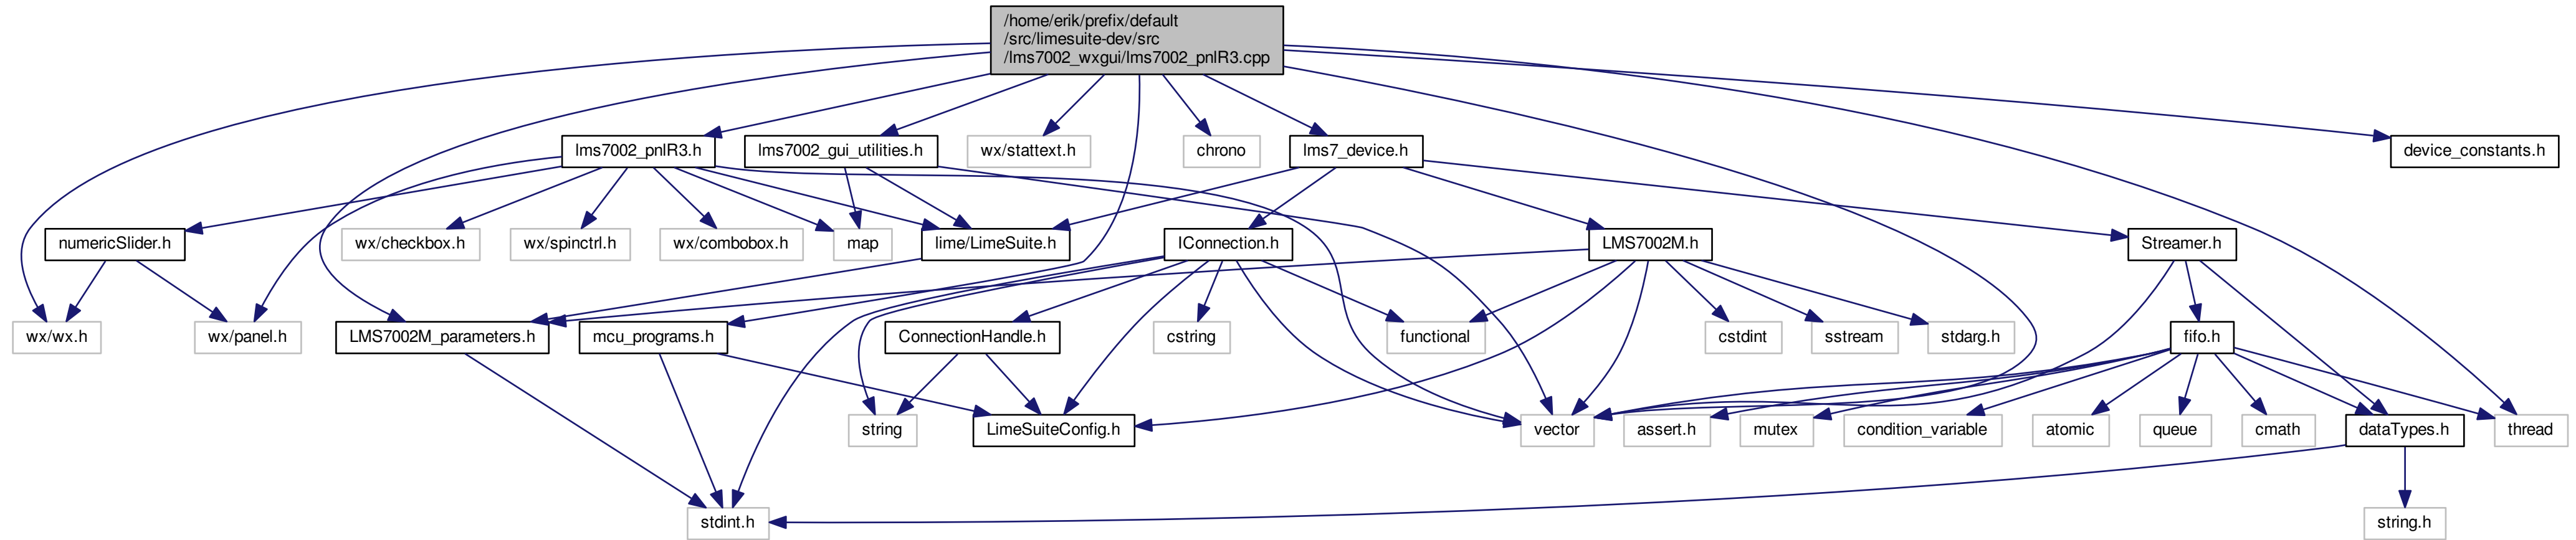 /home/erik/prefix/default
/src/limesuite-dev/src
/lms7002_wxgui/lms7002_pnlR3.cpp
lms7002_pnlR3.h
lms7002_gui_utilities.h
wx/stattext.h
chrono
lms7_device.h
device_constants.h
numericSlider.h
wx/checkbox.h
wx/spinctrl.h
wx/combobox.h
map
lime/LimeSuite.h
IConnection.h
LMS7002M.h
Streamer.h
wx/wx.h
wx/panel.h
LMS7002M_parameters.h
mcu_programs.h
ConnectionHandle.h
cstring
functional
cstdint
sstream
stdarg.h
fifo.h
string
LimeSuiteConfig.h
vector
assert.h
mutex
condition_variable
atomic
queue
cmath
dataTypes.h
thread
stdint.h
string.h